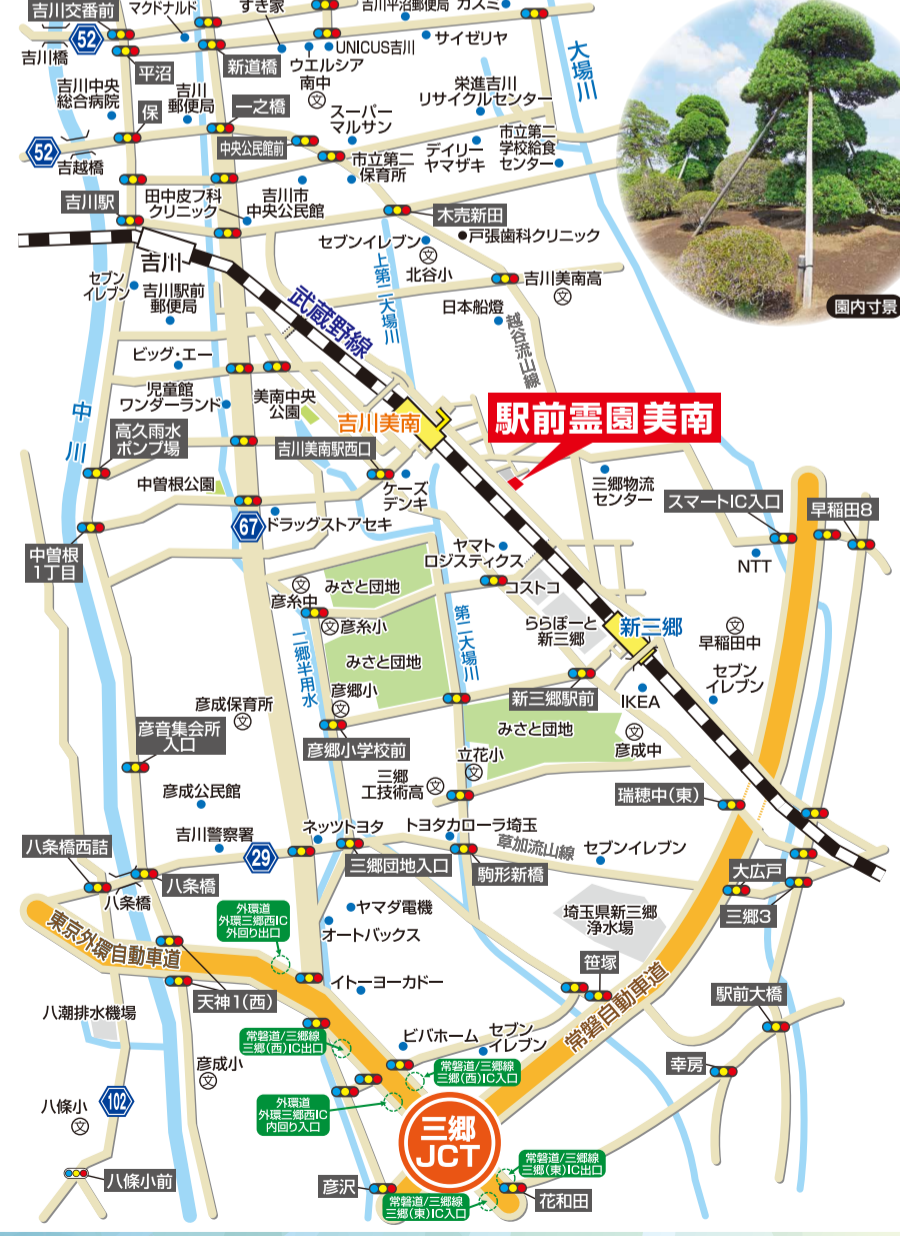 吉川交番前
マクドナルド
すき家
吉川平沼郵便局
カスミ
52
吉川橋
平沼
新道橋
ウエルシア
UNICUS吉川
サイゼリヤ
大場川
吉川中央
総合病院
吉川
郵便局
南中
文
栄進吉川
リサイクルセンター
保
一之橋
スーパー
マルサン
52
吉越橋
中央公民館前
市立第二
保育所
デイリー
ヤマザキ
市立第二
学校給食
センター
吉川駅
田中皮フ科
クリニック
吉川市
中央公民館
木売新田
吉川
セブンイレブン
戸張歯科クリニック
文
北谷小
上第二大場川
セブン
イレブン
吉川駅前
郵便局
吉川美南高
文
武蔵野線
日本船燈
越谷流山線
園内寸景
ビッグ・エー
児童館
ワンダーランド
美南中央
公園
中川
吉川美南
駅前霊園美南
高久雨水
ポンプ場
吉川美南駅西口
中曽根公園
ケーズ
デンキ
三郷物流
センター
スマートIC入口
早稲田8
67
ドラッグストアセキ
中曽根
1丁目
ヤマト
ロジスティクス
NTT
文
彦糸中
みさと団地
コストコ
文
彦糸小
二郷半用水
第二大場川
ららぽーと
新三郷
新三郷
文
早稲田中
みさと団地
セブン
イレブン
彦郷小
文
新三郷駅前
IKEA
彦成保育所
文
彦音集会所
入口
彦郷小学校前
みさと団地
文
彦成中
立花小
文
三郷
工技術高
文
彦成公民館
瑞穂中(東)
吉川警察署
ネッツトヨタ
トヨタカローラ埼玉
八条橋西詰
29
草加流山線
セブンイレブン
三郷団地入口
駒形新橋
大広戸
八条橋
八条橋
三郷3
外環道
外環三郷西IC
外回り出口
ヤマダ電機
埼玉県新三郷
浄水場
東京外環自動車道
オートバックス
笹塚
イトーヨーカドー
天神1(西)
駅前大橋
八潮排水機場
常磐自動車道
常磐道/三郷線
三郷(西)IC出口
ビバホーム
セブン
イレブン
彦成小
文
常磐道/三郷線
三郷(西)IC入口
幸房
102
八條小
文
外環道
外環三郷西IC
内回り入口
三郷
JCT
常磐道/三郷線
三郷(東)IC出口
八條小前
彦沢
常磐道/三郷線
三郷(東)IC入口
花和田